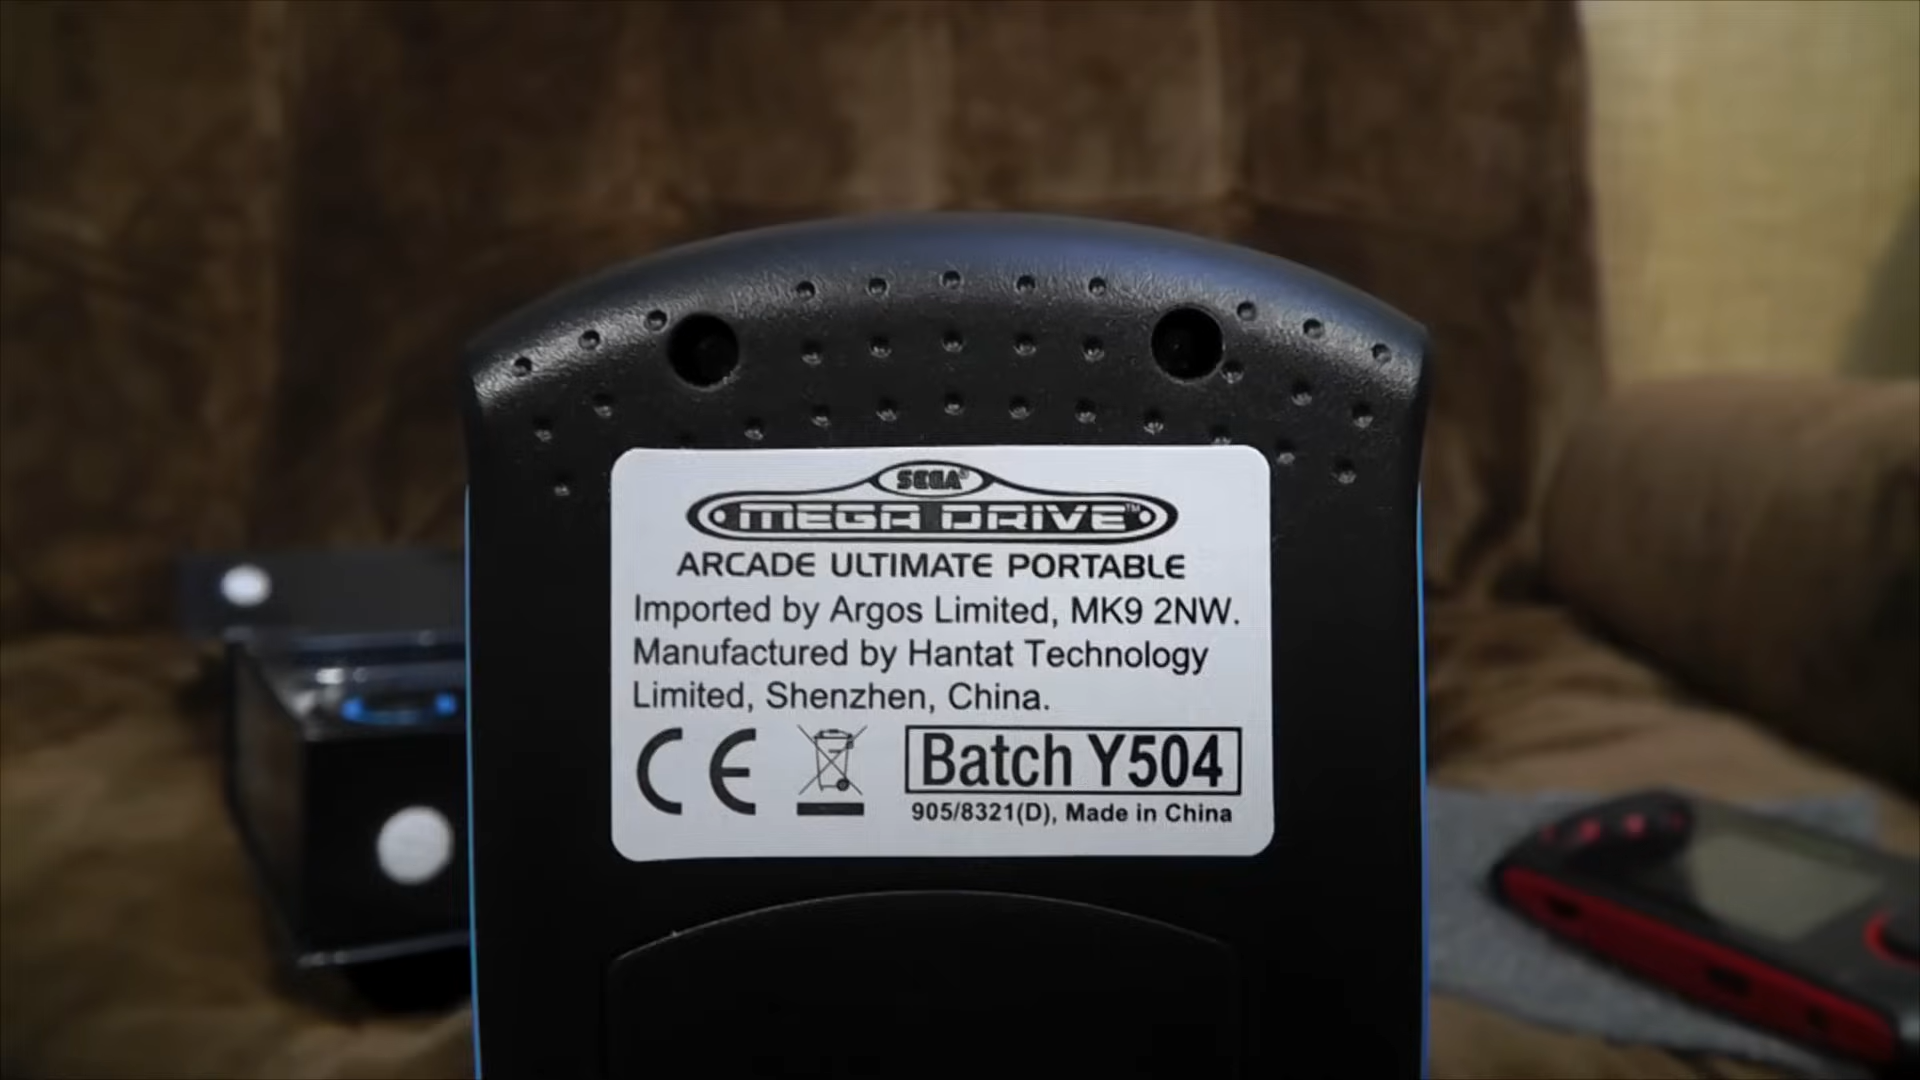 SEGA®
MEGA DRIVE™
ARCADE ULTIMATE PORTABLE
Imported by Argos Limited, MK9 2NW.
Manufactured by Hantat Technology
Limited, Shenzhen, China.
CE
Batch Y504
905/8321(D), Made in China